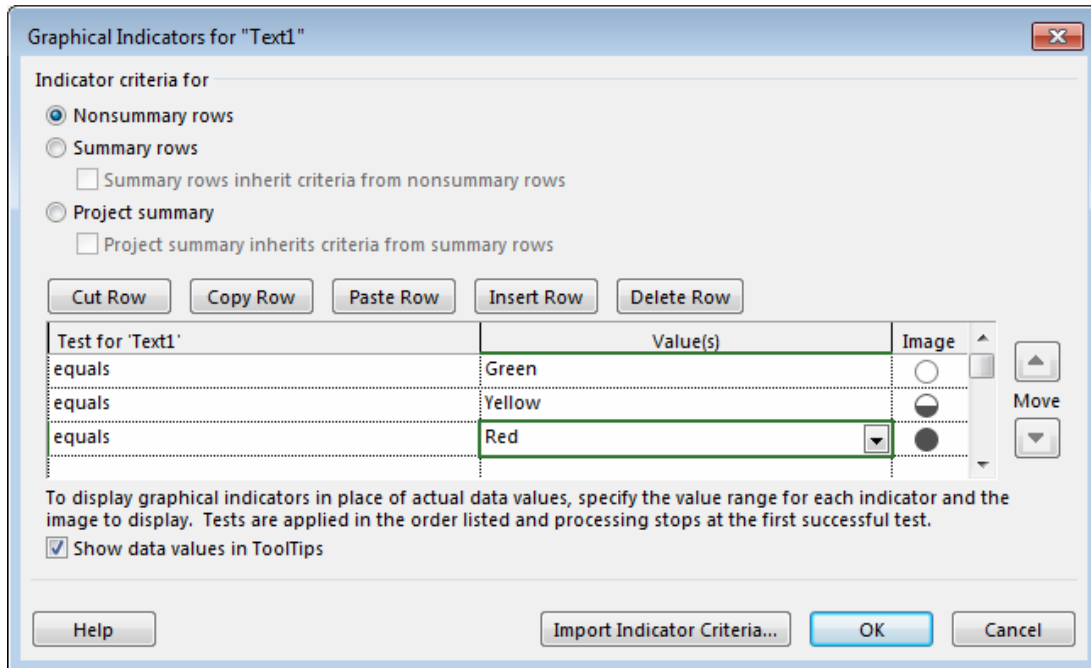 Graphical Indicators for "Text1"
Indicator criteria for
Nonsummary rows
Summary rows
Summary rows inherit criteria from nonsummary rows
Project summary
Project summary inherits criteria from summary rows
Cut Row Copy Row Paste Row Insert Row Delete Row
Test for 'Text1' Value(s) Image
equals Green
equals Yellow Move
equals Red
To display graphical indicators in place of actual data values, specify the value range for each indicator and the
image to display. Tests are applied in the order listed and processing stops at the first successful test.
Show data values in ToolTips
Help Import Indicator Criteria... OK Cancel